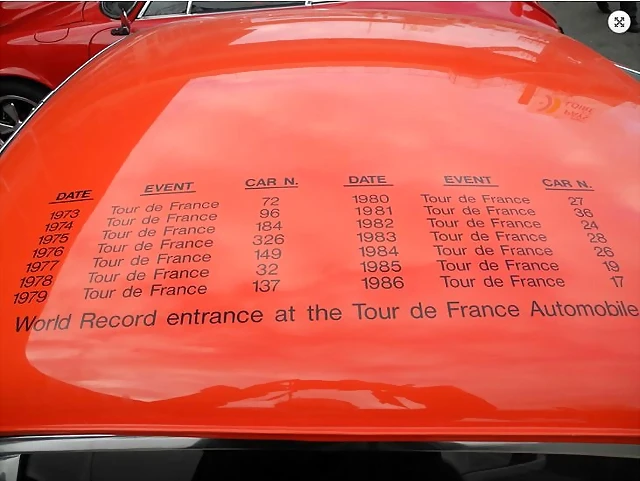 DATE EVENT CAR N. DATE EVENT CAR N.
1973 Tour de France 72 1980 Tour de France 27
1974 Tour de France 96 1981 Tour de France 36
1975 Tour de France 184 1982 Tour de France 24
1976 Tour de France 326 1983 Tour de France 28
1977 Tour de France 149 1984 Tour de France 26
1978 Tour de France 32 1985 Tour de France 19
1979 Tour de France 137 1986 Tour de France 17
World Record entrance at the Tour de France Automobile